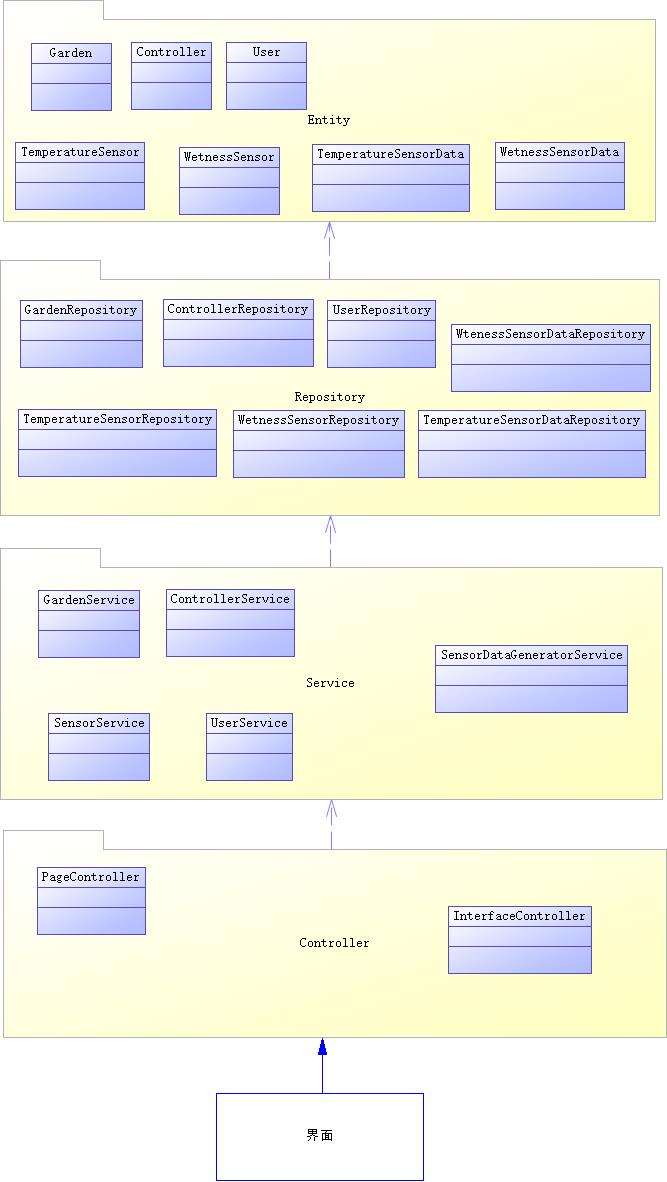 Garden
Controller
User
Entity
TemperatureSensor
WetnessSensor
TemperatureSensorData
WetnessSensorData
GardenRepository
ControllerRepository
UserRepository
WtenessSensorDataRepository
Repository
TemperatureSensorRepository
WetnessSensorRepository
TemperatureSensorDataRepository
GardenService
ControllerService
SensorDataGeneratorService
Service
SensorService
UserService
PageController
InterfaceController
Controller
界面